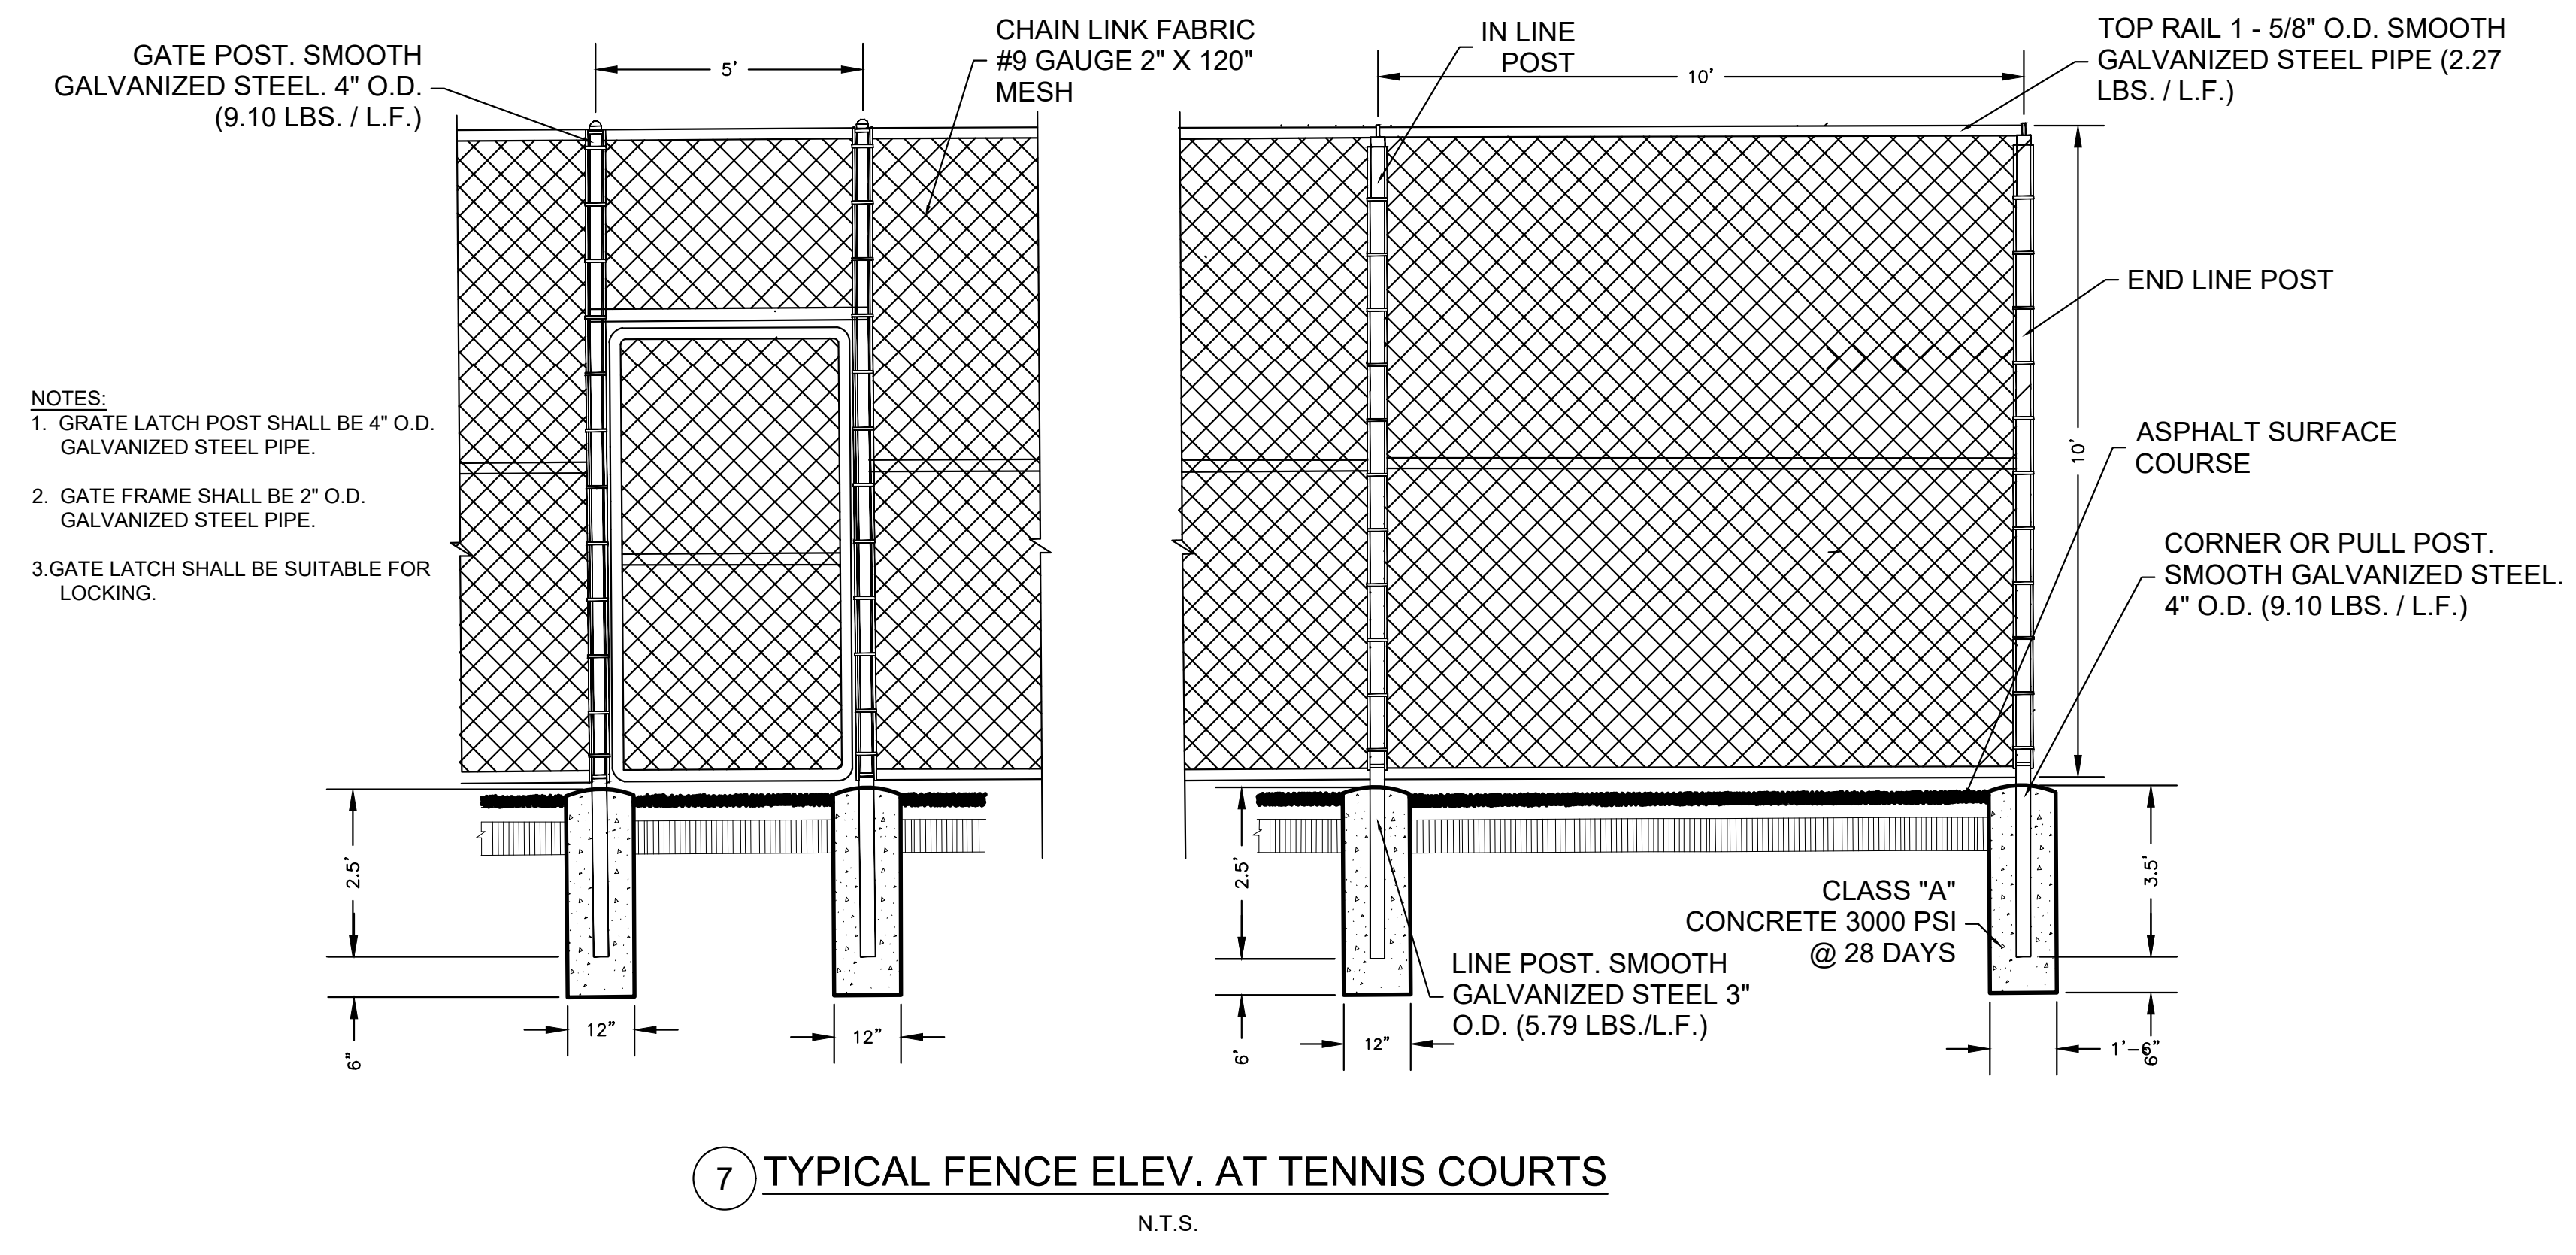 GATE POST. SMOOTH
GALVANIZED STEEL. 4" O.D.
(9.10 LBS. / L.F.)
5'
CHAIN LINK FABRIC
#9 GAUGE 2" X 120"
MESH
IN LINE
POST
10'
TOP RAIL 1 - 5/8" O.D. SMOOTH
GALVANIZED STEEL PIPE (2.27
LBS. / L.F.)
END LINE POST
10'
NOTES:
1. GRATE LATCH POST SHALL BE 4" O.D.
GALVANIZED STEEL PIPE.
2. GATE FRAME SHALL BE 2" O.D.
GALVANIZED STEEL PIPE.
3.GATE LATCH SHALL BE SUITABLE FOR
LOCKING.
ASPHALT SURFACE
COURSE
CORNER OR PULL POST.
SMOOTH GALVANIZED STEEL.
4" O.D. (9.10 LBS. / L.F.)
2.5'
6"
12"
12"
2.5'
6'
12"
LINE POST. SMOOTH
GALVANIZED STEEL 3"
O.D. (5.79 LBS./L.F.)
CLASS "A"
CONCRETE 3000 PSI
@ 28 DAYS
3.5'
1'-6"
6"
7
TYPICAL FENCE ELEV. AT TENNIS COURTS
N.T.S.